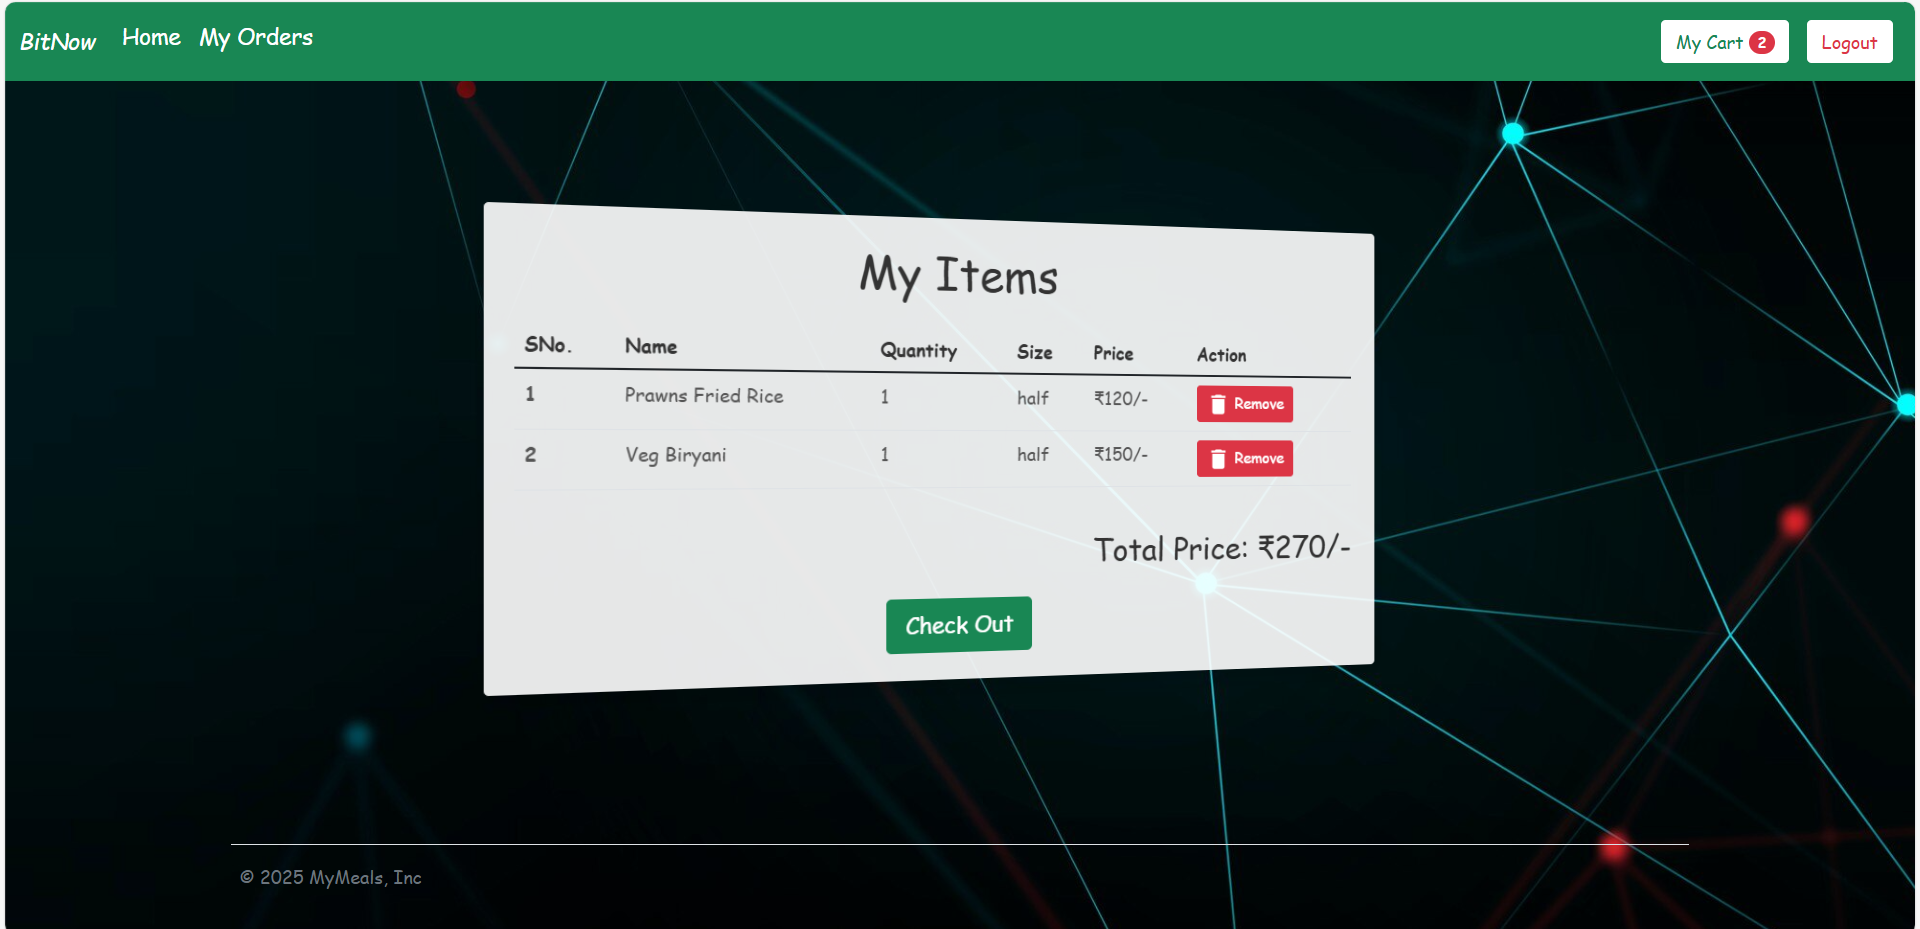 BitNow Home My Orders My Cart 2 Logout
My Items
SNo. Name Quantity Size Price Action
1 Prawns Fried Rice 1 half ₹120/- Remove
2 Veg Biryani 1 half ₹150/- Remove
Total Price: ₹270/-
Check Out
© 2025 MyMeals, Inc